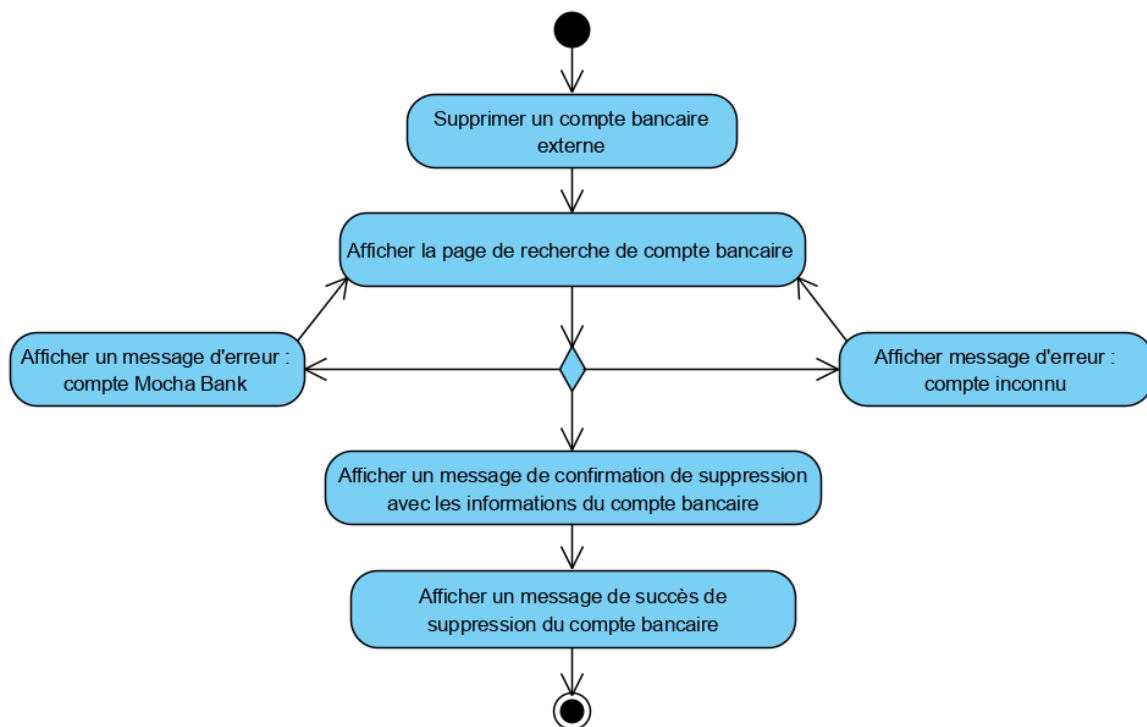 Supprimer un compte bancaire
externe
Afficher la page de recherche de compte bancaire
Afficher un message d'erreur :
compte Mocha Bank
Afficher message d'erreur :
compte inconnu
Afficher un message de confirmation de suppression
avec les informations du compte bancaire
Afficher un message de succès de
suppression du compte bancaire